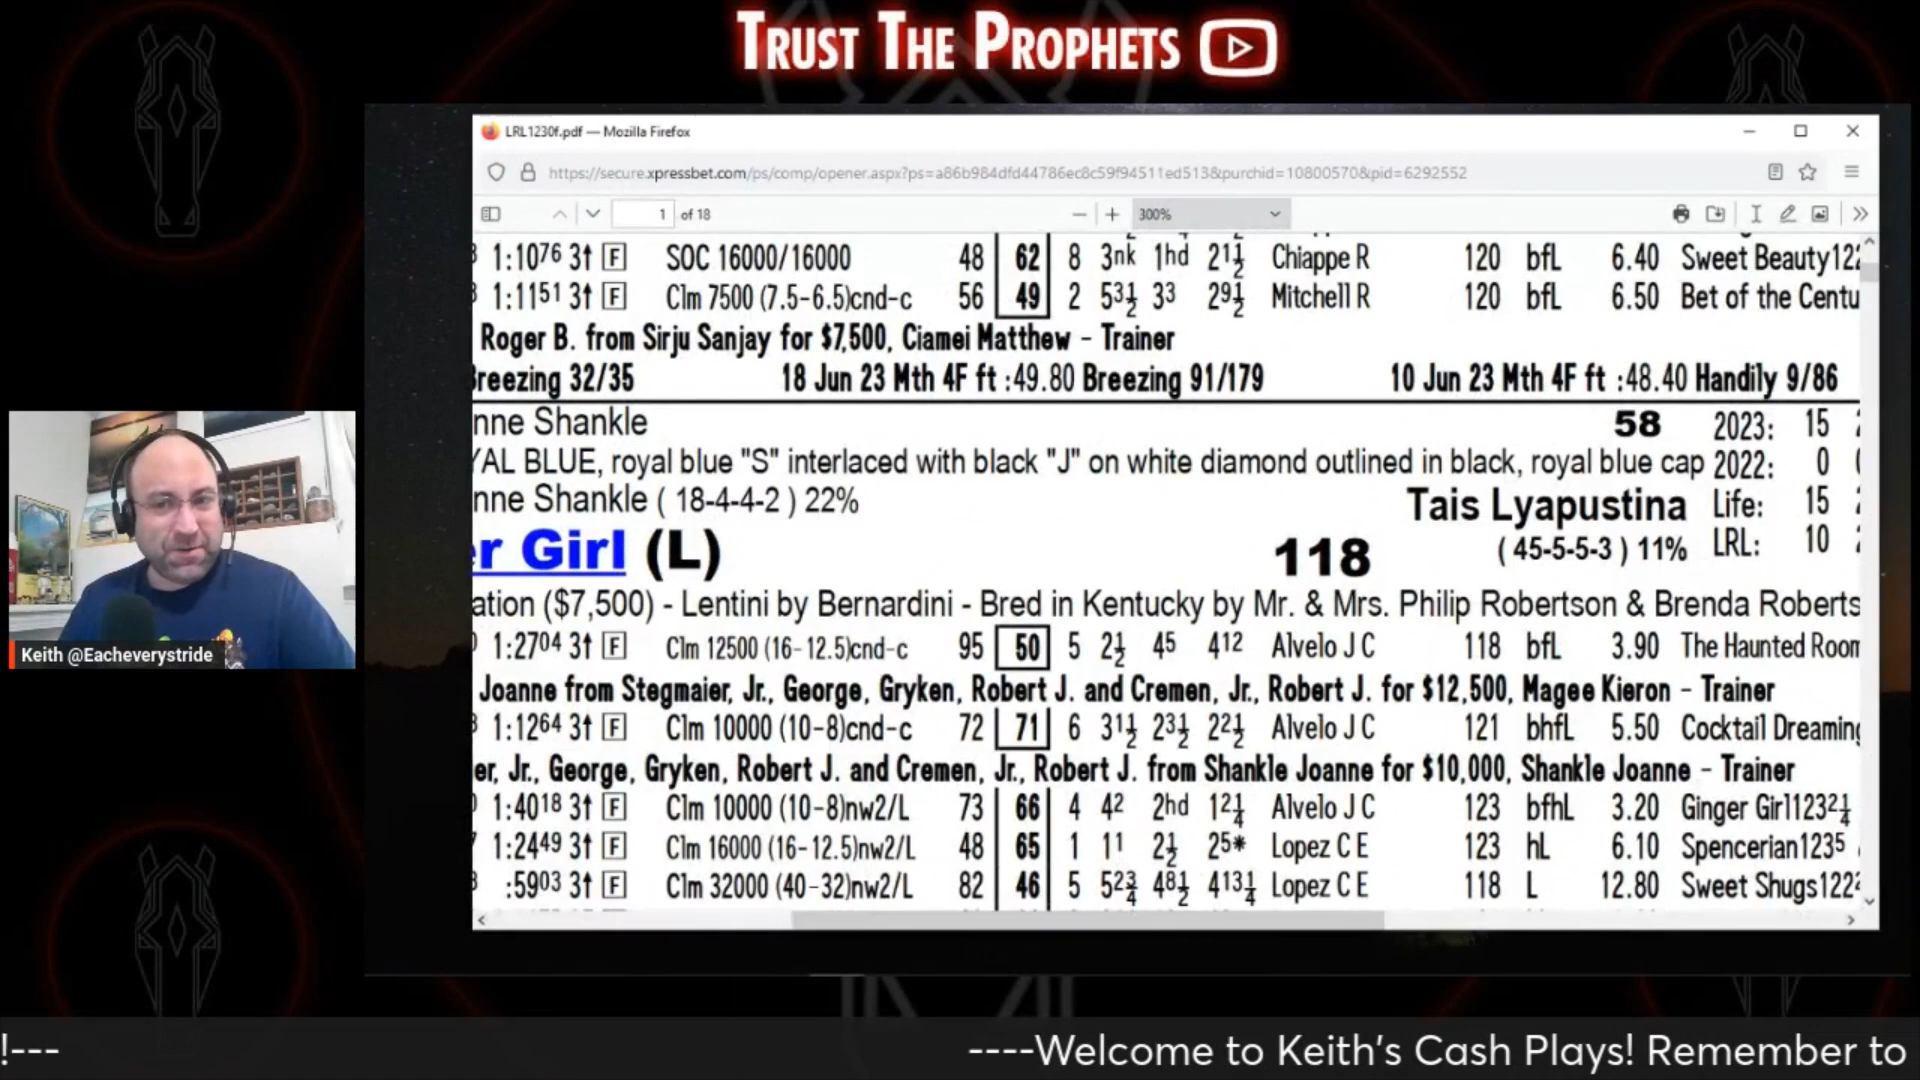 TRUST THE PROPHETS
LRL1230f.pdf — Mozilla Firefox
https://secure.xpressbet.com/ps/comp/opener.aspx?ps=a86b984dfd44786ec8c59f94511ed513&purchid=10800570&pid=6292552
1 of 18
300%
1:10⁷⁶ 3↑ F SOC 16000/16000 48 62 8 3ⁿᵏ 1ʰᵈ 2¹½ Chiappe R 120 bfL 6.40 Sweet Beauty12
1:11⁵¹ 3↑ F Clm 7500 (7.5-6.5)cnd-c 56 49 2 5³½ 3³ 2⁹½ Mitchell R 120 bfL 6.50 Bet of the Centu
Roger B. from Sirju Sanjay for $7,500, Ciamei Matthew - Trainer
Breezing 32/35 18 Jun 23 Mth 4F ft :49.80 Breezing 91/179 10 Jun 23 Mth 4F ft :48.40 Handily 9/86
nne Shankle 58 2023: 15
YAL BLUE, royal blue "S" interlaced with black "J" on white diamond outlined in black, royal blue cap 2022: 0
nne Shankle ( 18-4-4-2 ) 22% Tais Lyapustina Life: 15
er Girl (L) 118 ( 45-5-5-3 ) 11% LRL: 10
ation ($7,500) - Lentini by Bernardini - Bred in Kentucky by Mr. & Mrs. Philip Robertson & Brenda Roberts
1:27⁰⁴ 3↑ F Clm 12500 (16-12.5)cnd-c 95 50 5 2½ 4⁵ 4¹² Alvelo J C 118 bfL 3.90 The Haunted Room
Joanne from Stegmaier, Jr., George, Gryken, Robert J. and Cremen, Jr., Robert J. for $12,500, Magee Kieron - Trainer
1:12⁶⁴ 3↑ F Clm 10000 (10-8)cnd-c 72 71 6 3¹½ 2³½ 2²½ Alvelo J C 121 bhfL 5.50 Cocktail Dreaming
er, Jr., George, Gryken, Robert J. and Cremen, Jr., Robert J. from Shankle Joanne for $10,000, Shankle Joanne - Trainer
1:40¹⁸ 3↑ F Clm 10000 (10-8)nw2/L 73 66 4 4² 2ʰᵈ 1²¼ Alvelo J C 123 bfhL 3.20 Ginger Girl123²¼
1:24⁴⁹ 3↑ F Clm 16000 (16-12.5)nw2/L 48 65 1 1¹ 2½ 2⁵* Lopez C E 123 hL 6.10 Spencerian123⁵
:59⁰³ 3↑ F Clm 32000 (40-32)nw2/L 82 46 5 5²¾ 4⁸½ 4¹³¼ Lopez C E 118 L 12.80 Sweet Shugs122²
Keith @Eacheverystride
!--- ----Welcome to Keith's Cash Plays! Remember to